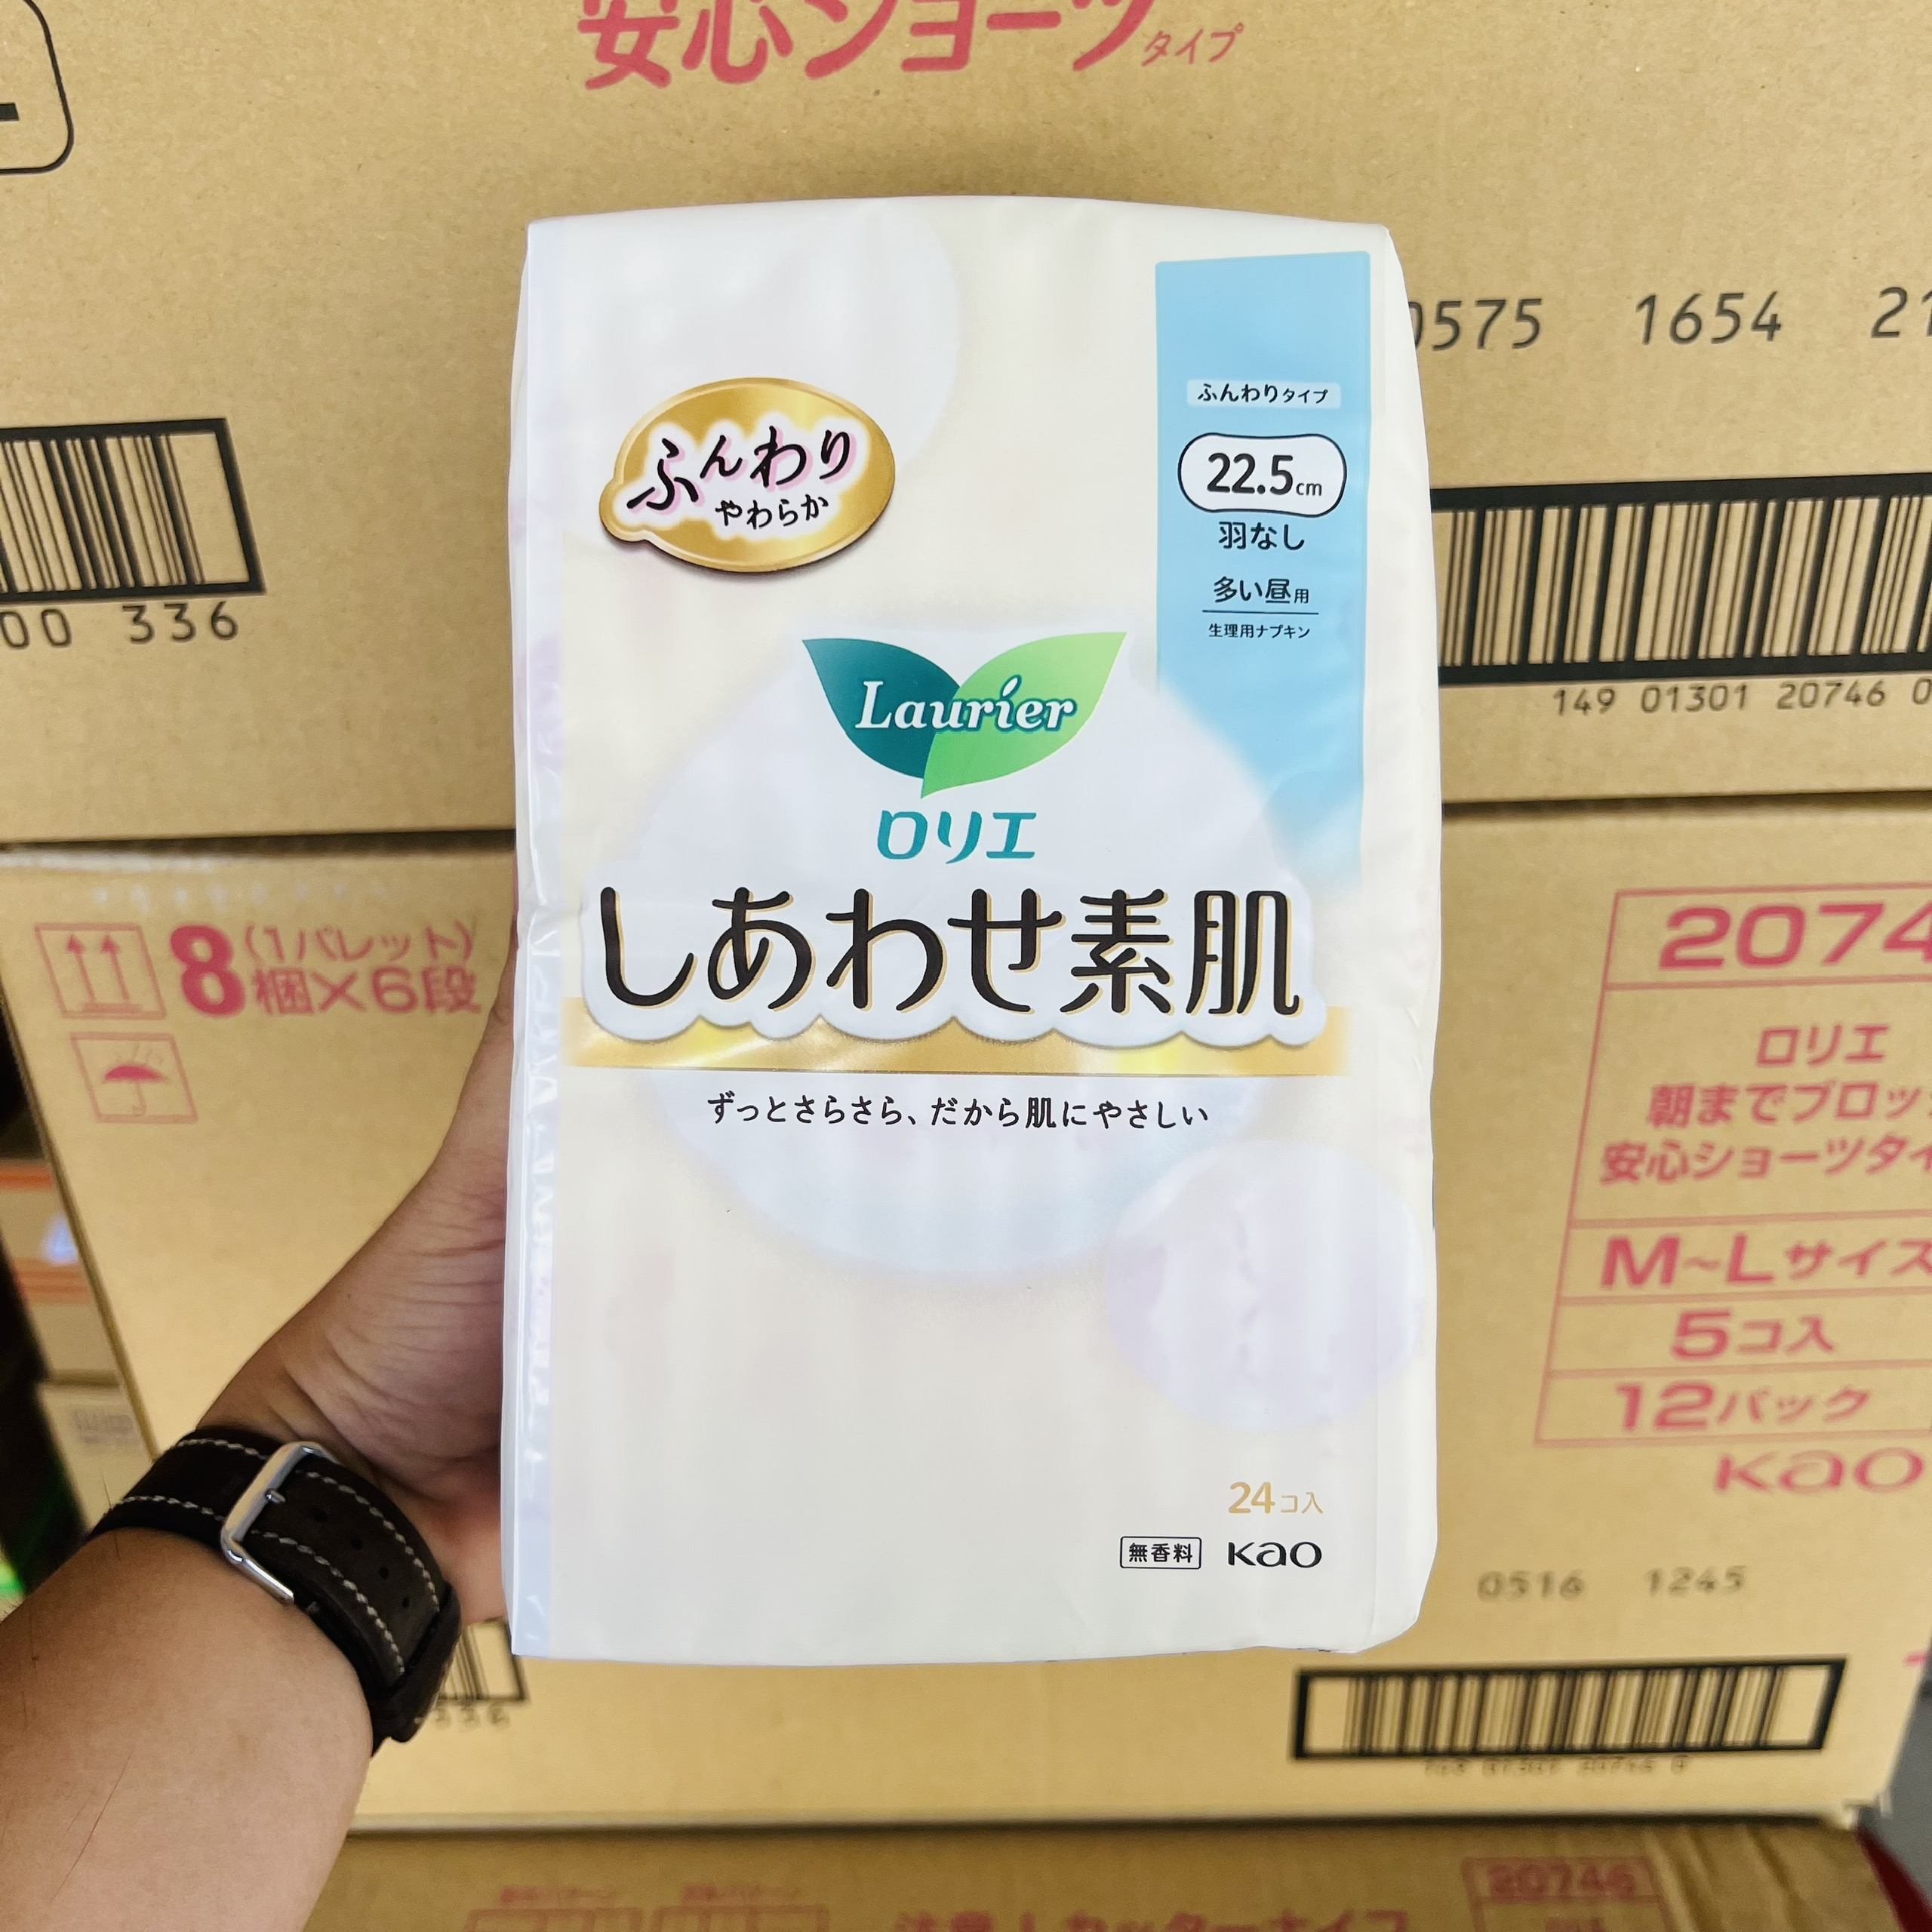 安心ショーツタイプ
0575 1654 21
00 336
149 01301 20746 0
ふんわり
やわらか
ふんわりタイプ
22.5cm
羽なし
多い昼用
生理用ナプキン
Laurier
ロリエ
しあわせ素肌
ずっとさらさら、だから肌にやさしい
24コ入
無香料 kao
8(1パレット)
梱×6段
2074
ロリエ
朝までブロッ
安心ショーツタイ
M~Lサイズ
5コ入
12パック
kao
0516 1245
336
20746